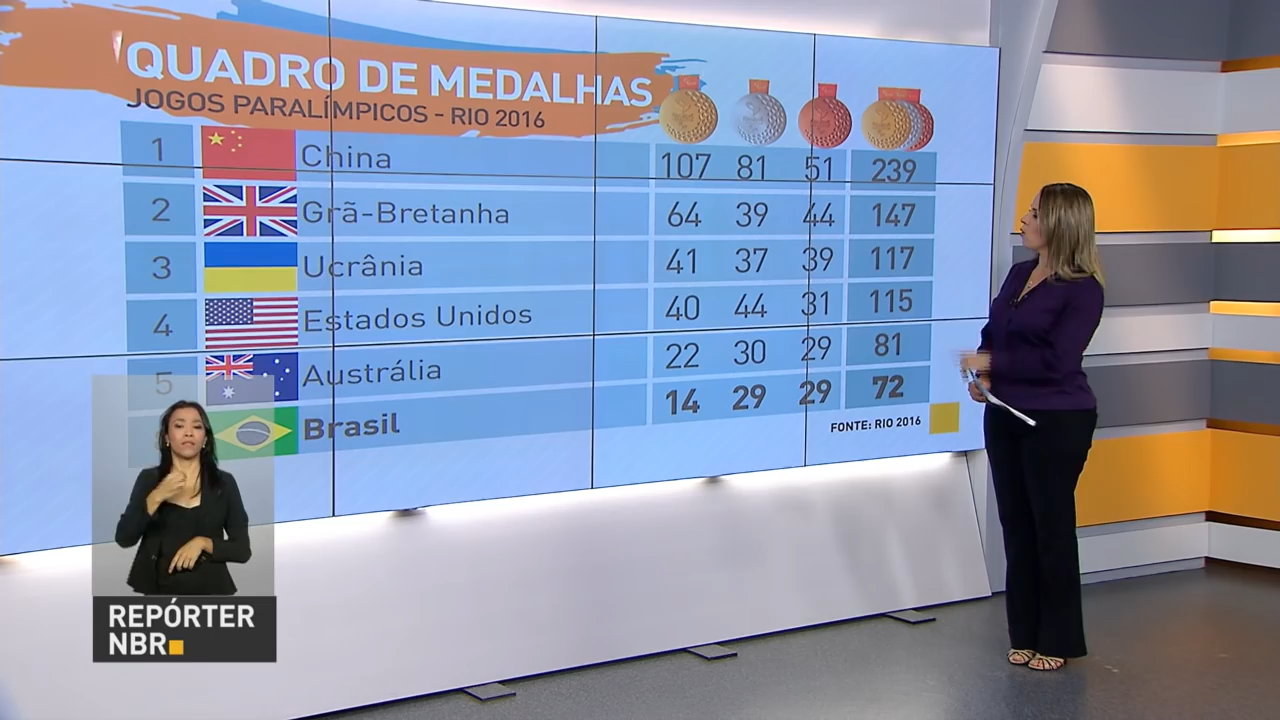 QUADRO DE MEDALHAS
JOGOS PARALÍMPICOS - RIO 2016
1 China 107 81 51 239
2 Grã-Bretanha 64 39 44 147
3 Ucrânia 41 37 39 117
4 Estados Unidos 40 44 31 115
5 Austrália 22 30 29 81
Brasil 14 29 29 72
FONTE: RIO 2016
REPÓRTER
NBR